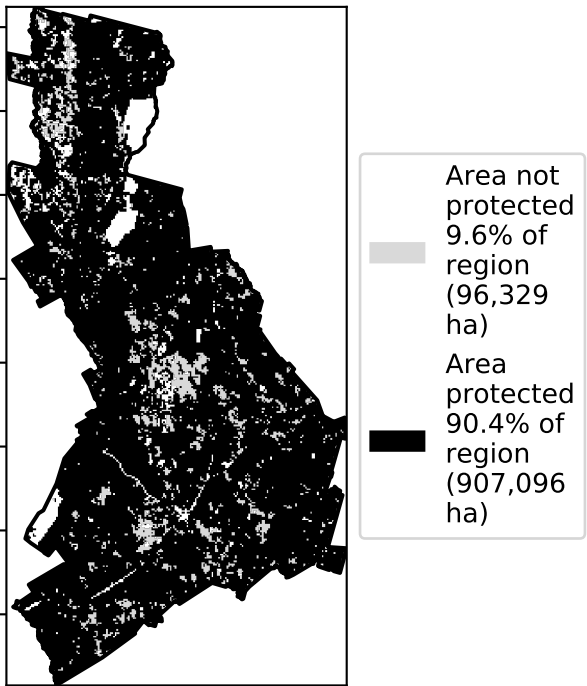 Area not
protected
9.6% of
region
(96,329
ha)
Area
protected
90.4% of
region
(907,096
ha)